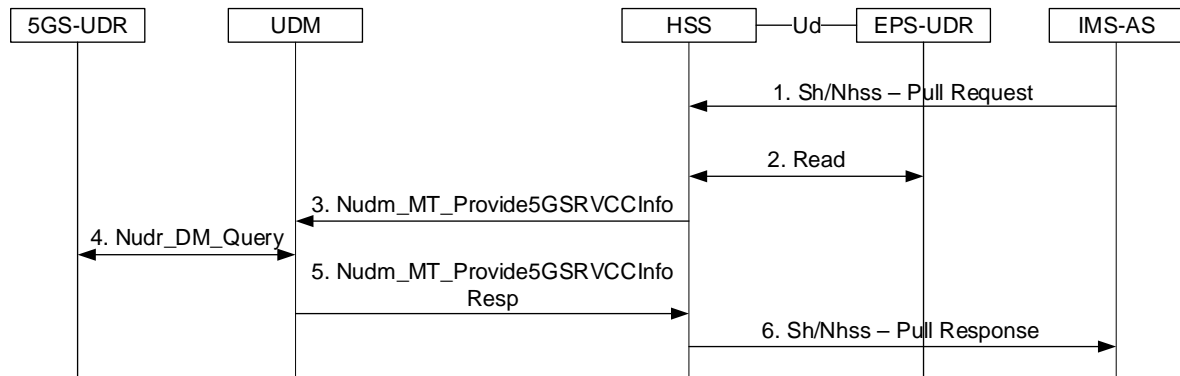 5GS-UDR
UDM
HSS
Ud
EPS-UDR
IMS-AS
1. Sh/Nhss – Pull Request
2. Read
3. Nudm_MT_Provide5GSRVCCInfo
4. Nudr_DM_Query
5. Nudm_MT_Provide5GSRVCCInfo
Resp
6. Sh/Nhss – Pull Response